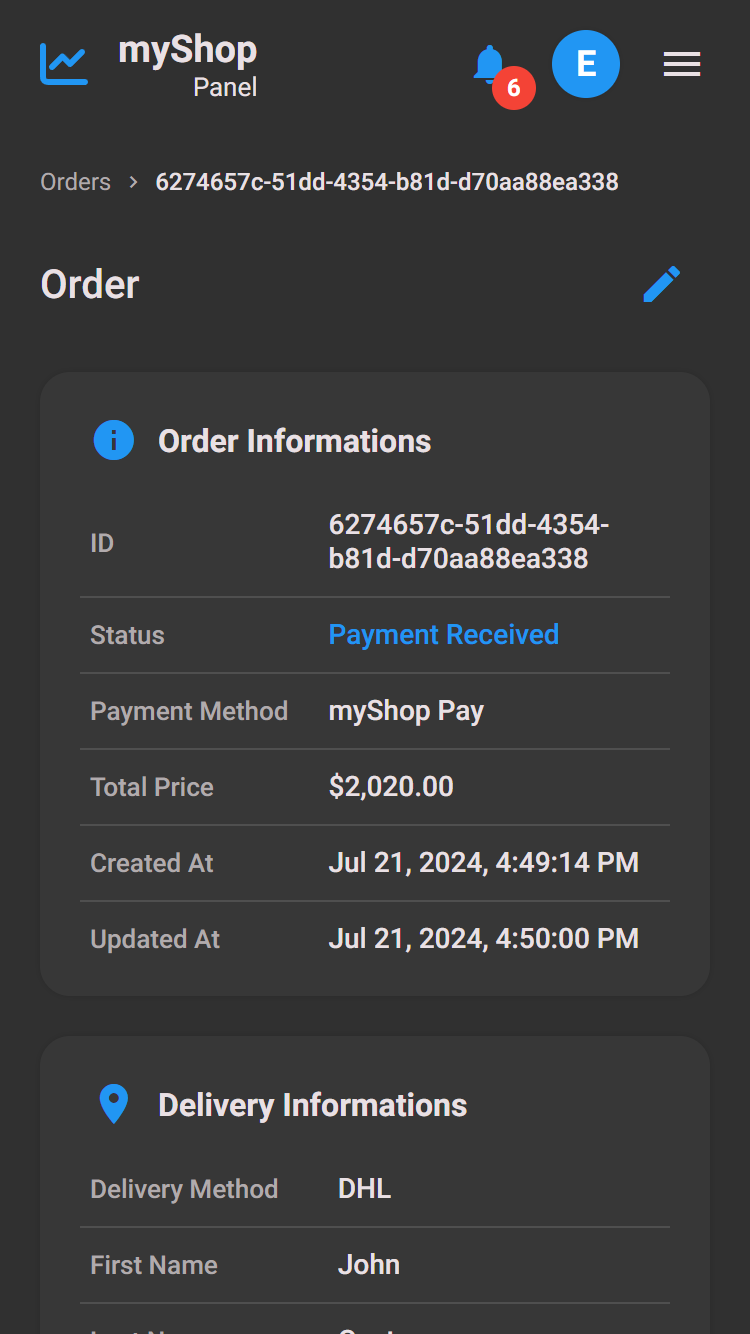 myShop
Panel
6
E
Orders › 6274657c-51dd-4354-b81d-d70aa88ea338
Order
Order Informations
ID 6274657c-51dd-4354-
b81d-d70aa88ea338
Status Payment Received
Payment Method myShop Pay
Total Price $2,020.00
Created At Jul 21, 2024, 4:49:14 PM
Updated At Jul 21, 2024, 4:50:00 PM
Delivery Informations
Delivery Method DHL
First Name John